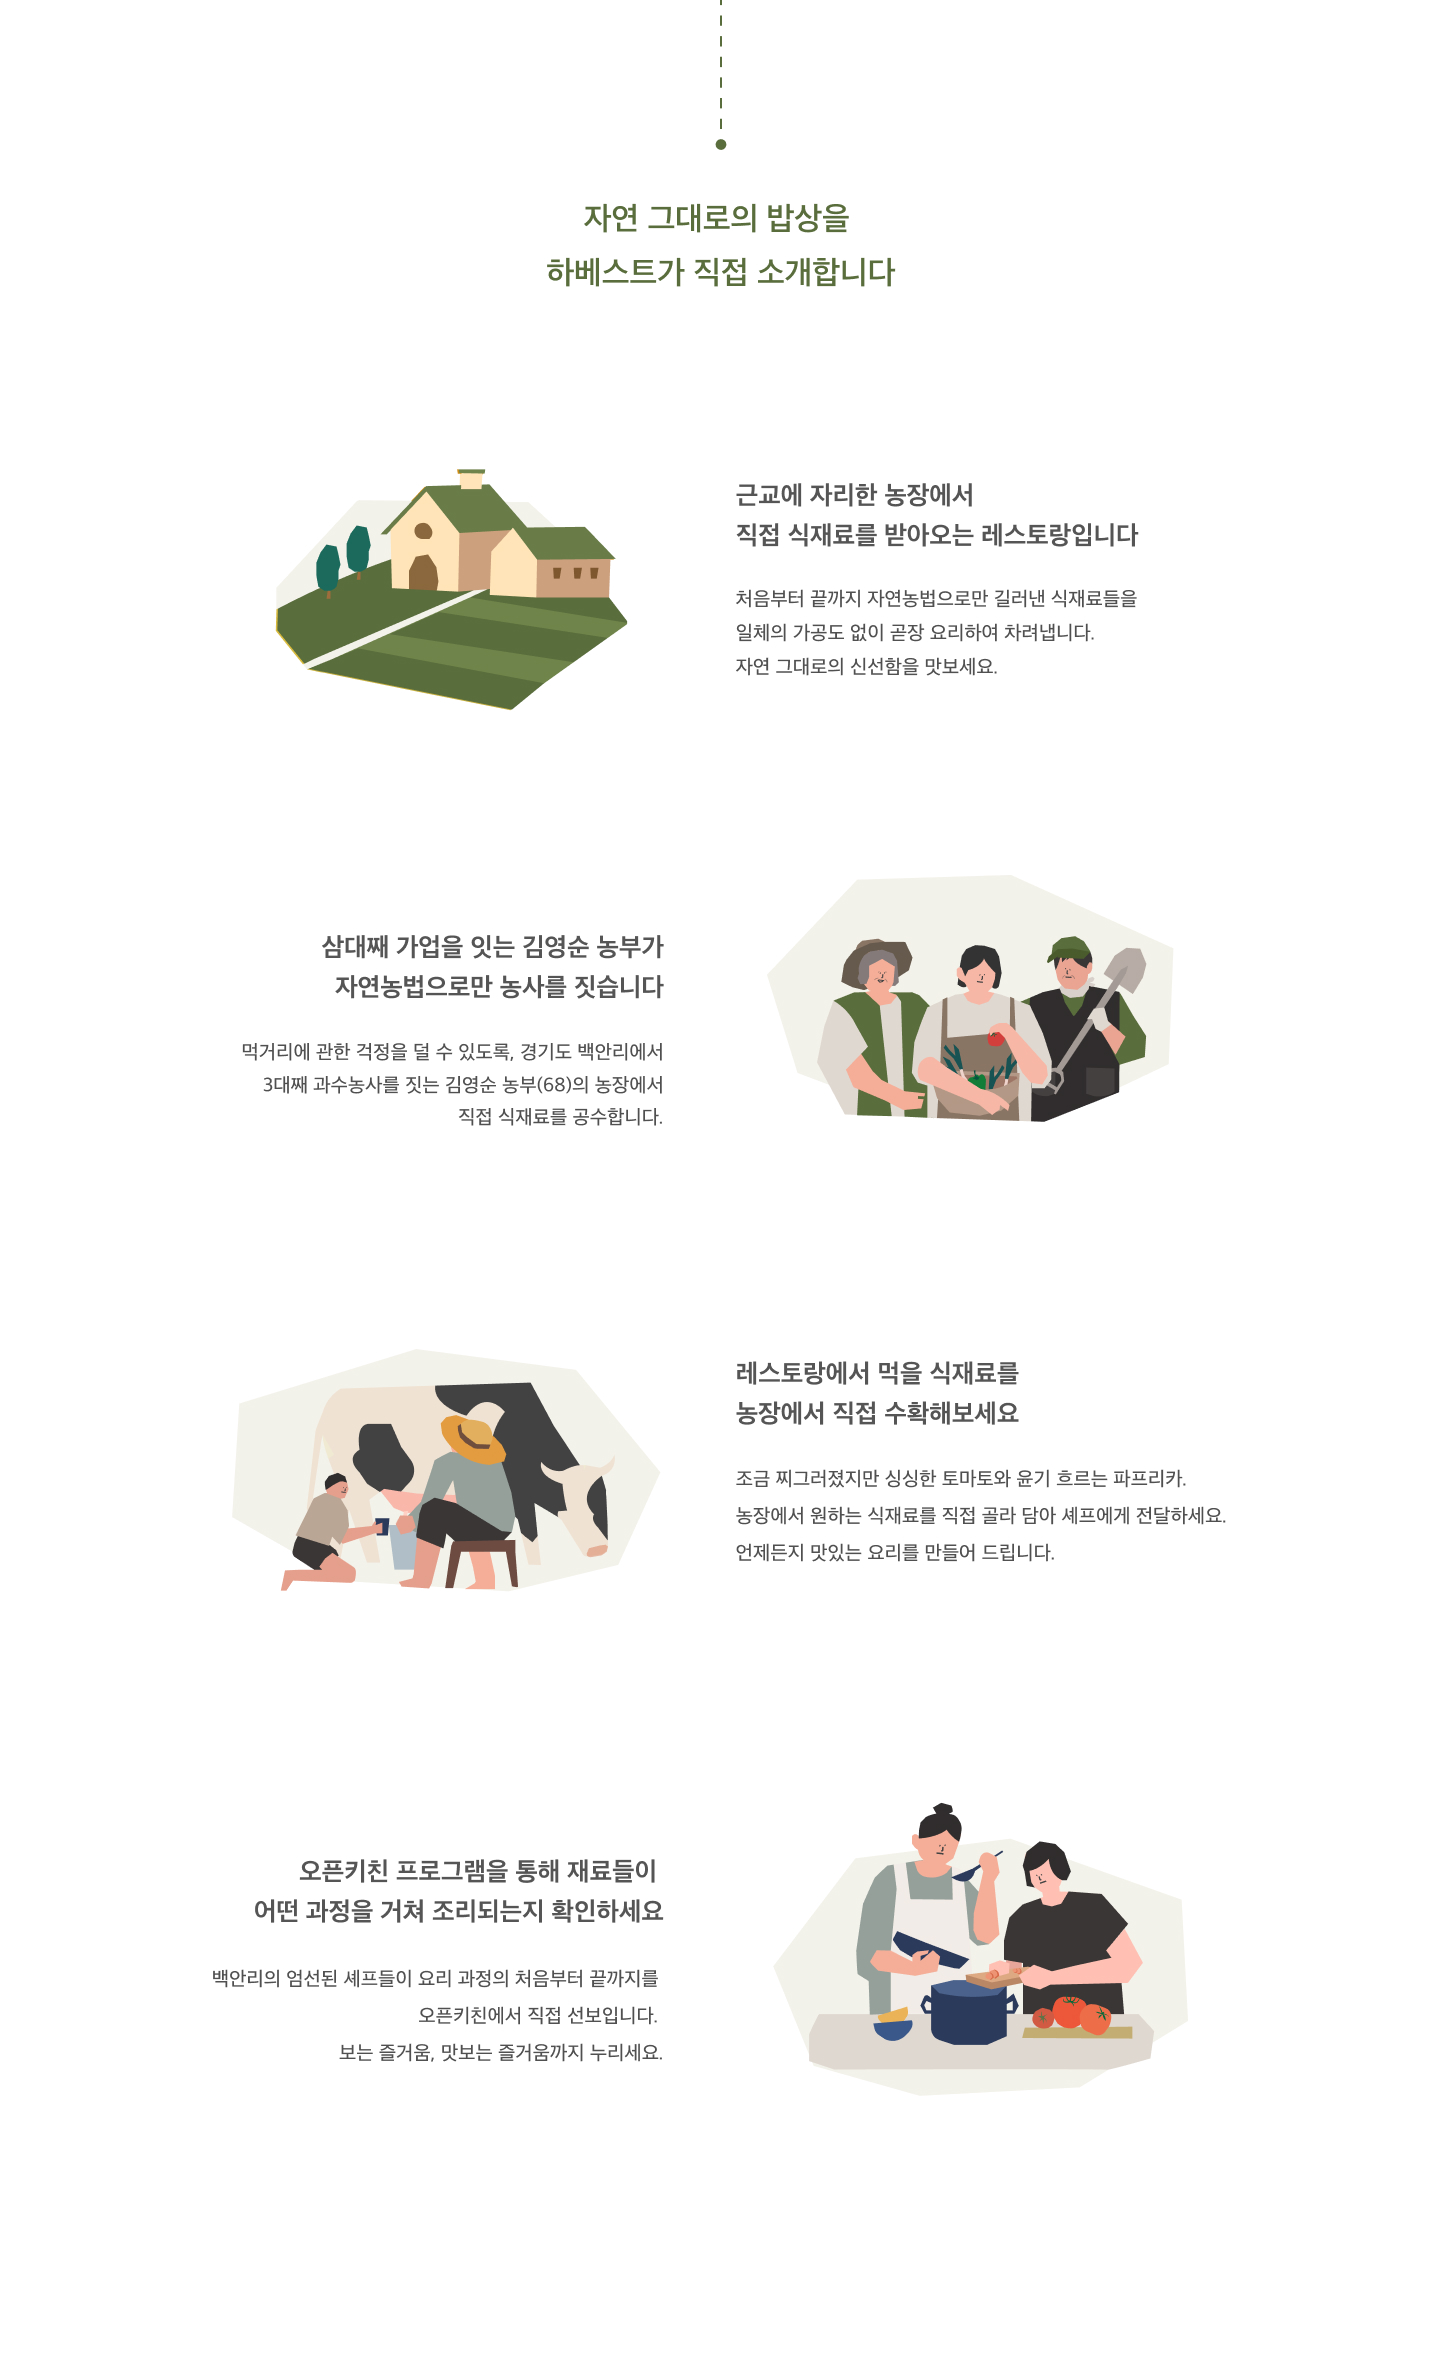 자연 그대로의 밥상을
하베스트가 직접 소개합니다
근교에 자리한 농장에서
직접 식재료를 받아오는 레스토랑입니다
처음부터 끝까지 자연농법으로만 길러낸 식재료들을
일체의 가공도 없이 곧장 요리하여 차려냅니다.
자연 그대로의 신선함을 맛보세요.
삼대째 가업을 잇는 김영순 농부가
자연농법으로만 농사를 짓습니다
먹거리에 관한 걱정을 덜 수 있도록, 경기도 백안리에서
3대째 과수농사를 짓는 김영순 농부(68)의 농장에서
직접 식재료를 공수합니다.
레스토랑에서 먹을 식재료를
농장에서 직접 수확해보세요
조금 찌그러졌지만 싱싱한 토마토와 윤기 흐르는 파프리카.
농장에서 원하는 식재료를 직접 골라 담아 셰프에게 전달하세요.
언제든지 맛있는 요리를 만들어 드립니다.
오픈키친 프로그램을 통해 재료들이
어떤 과정을 거쳐 조리되는지 확인하세요
백안리의 엄선된 셰프들이 요리 과정의 처음부터 끝까지를
오픈키친에서 직접 선보입니다.
보는 즐거움, 맛보는 즐거움까지 누리세요.